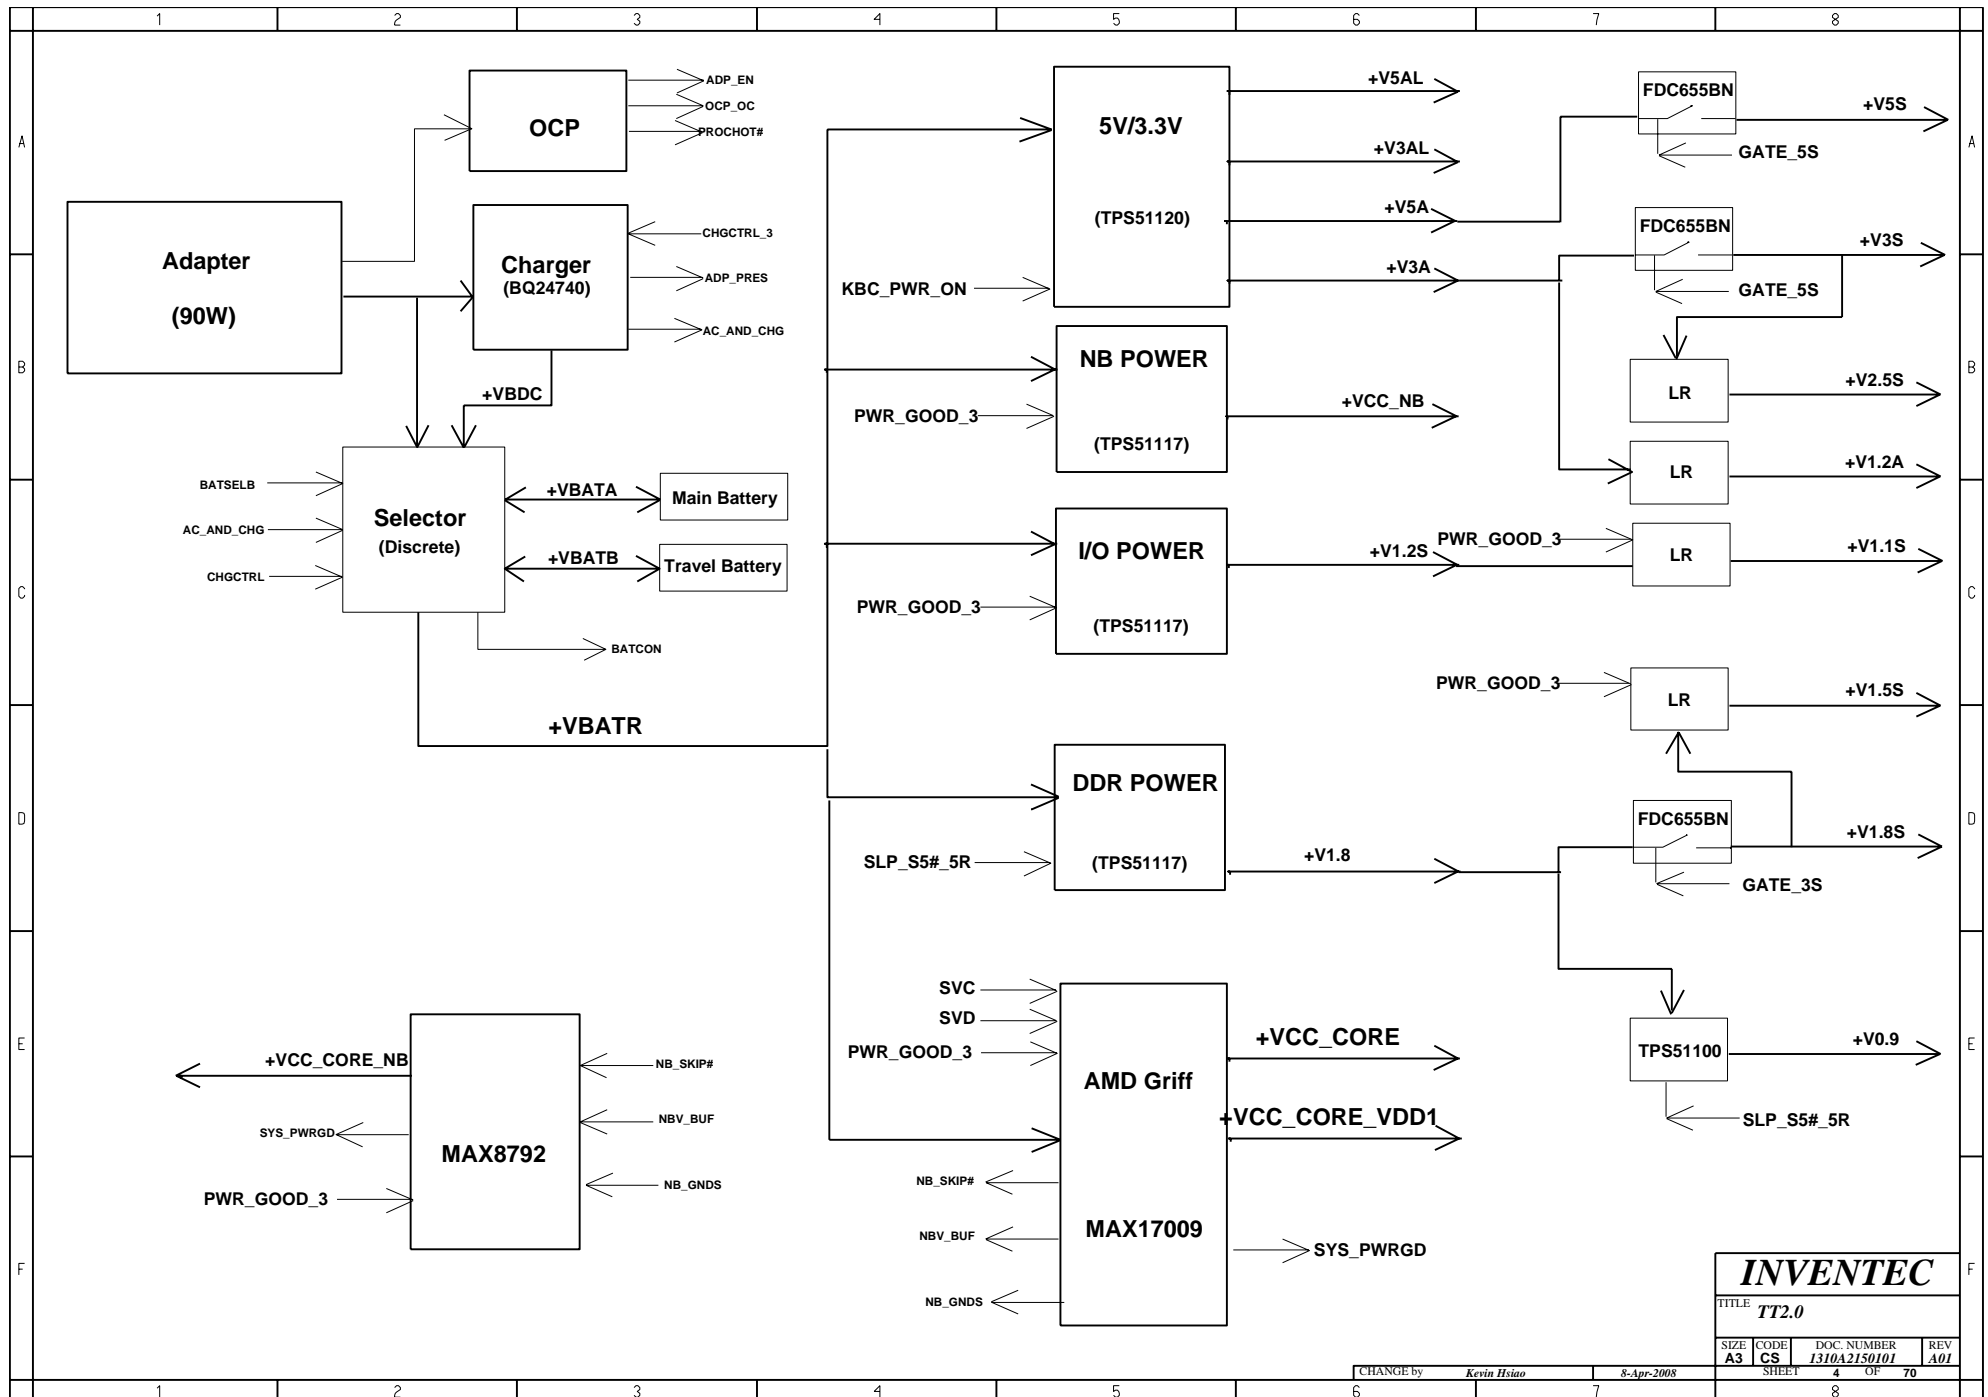 1 2 3 4 5 6 7 8
A
B
C
D
E
F
A
B
C
D
E
F
OCP
ADP_EN
OCP_OC
PROCHOT#
Adapter
(90W)
Charger
(BQ24740)
CHGCTRL_3
ADP_PRES
AC_AND_CHG
+VBDC
BATSELB
AC_AND_CHG
CHGCTRL
Selector
(Discrete)
+VBATA
Main Battery
+VBATB
Travel Battery
BATCON
+VBATR
5V/3.3V
(TPS51120)
KBC_PWR_ON
+V5AL
+V3AL
+V5A
+V3A
FDC655BN
+V5S
GATE_5S
FDC655BN
+V3S
GATE_5S
NB POWER
(TPS51117)
PWR_GOOD_3
+VCC_NB
LR
+V2.5S
LR
+V1.2A
I/O POWER
(TPS51117)
PWR_GOOD_3
+V1.2S
PWR_GOOD_3
LR
+V1.1S
PWR_GOOD_3
LR
+V1.5S
DDR POWER
(TPS51117)
SLP_S5#_5R
+V1.8
FDC655BN
+V1.8S
GATE_3S
SVC
SVD
PWR_GOOD_3
AMD Griff
MAX17009
+VCC_CORE
+VCC_CORE_VDD1
NB_SKIP#
NBV_BUF
NB_GNDS
SYS_PWRGD
TPS51100
+V0.9
SLP_S5#_5R
+VCC_CORE_NB
SYS_PWRGD
PWR_GOOD_3
MAX8792
NB_SKIP#
NBV_BUF
NB_GNDS
INVENTEC
TITLE TT2.0
SIZE CODE DOC. NUMBER REV
A3 CS 1310A2150101 A01
CHANGE by Kevin Hsiao 8-Apr-2008 SHEET 4 OF 70
1 2 3 4 5 6 7 8